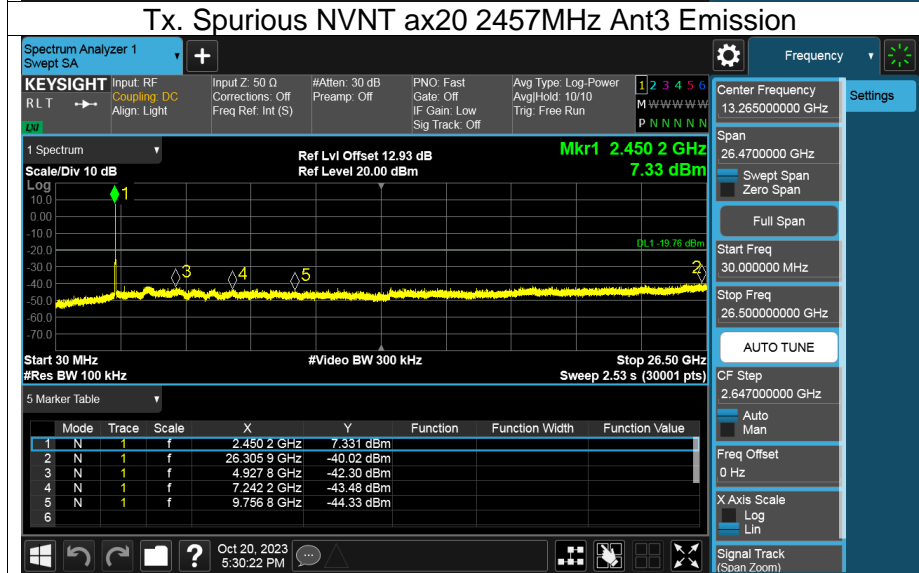 Tx. Spurious NVNT ax20 2457MHz Ant3 Emission
Spectrum Analyzer 1
Swept SA
+
Frequency
KEYSIGHT
RLT
LXI
Input: RF
Coupling: DC
Align: Light
Input Z: 50 Ω
Corrections: Off
Freq Ref: Int (S)
#Atten: 30 dB
Preamp: Off
PNO: Fast
Gate: Off
IF Gain: Low
Sig Track: Off
Avg Type: Log-Power
Avg|Hold: 10/10
Trig: Free Run
1 2 3 4 5 6
M W W W W W
P N N N N N
1 Spectrum
Scale/Div 10 dB
Ref Lvl Offset 12.93 dB
Ref Level 20.00 dBm
Mkr1 2.450 2 GHz
7.33 dBm
Log
10.0
0.00
-10.0
-20.0
-30.0
-40.0
-50.0
-60.0
-70.0
1
3
4
5
2
DL1 -19.76 dBm
Start 30 MHz
#Video BW 300 kHz
Stop 26.50 GHz
#Res BW 100 kHz
Sweep 2.53 s (30001 pts)
5 Marker Table
Mode Trace Scale X Y Function Function Width Function Value
1 N 1 f 2.450 2 GHz 7.331 dBm
2 N 1 f 26.305 9 GHz -40.02 dBm
3 N 1 f 4.927 8 GHz -42.30 dBm
4 N 1 f 7.242 2 GHz -43.48 dBm
5 N 1 f 9.756 8 GHz -44.33 dBm
6
?
Oct 20, 2023
5:30:22 PM
Center Frequency
13.265000000 GHz
Settings
Span
26.4700000 GHz
Swept Span
Zero Span
Full Span
Start Freq
30.000000 MHz
Stop Freq
26.500000000 GHz
AUTO TUNE
CF Step
2.647000000 GHz
Auto
Man
Freq Offset
0 Hz
X Axis Scale
Log
Lin
Signal Track
(Span Zoom)